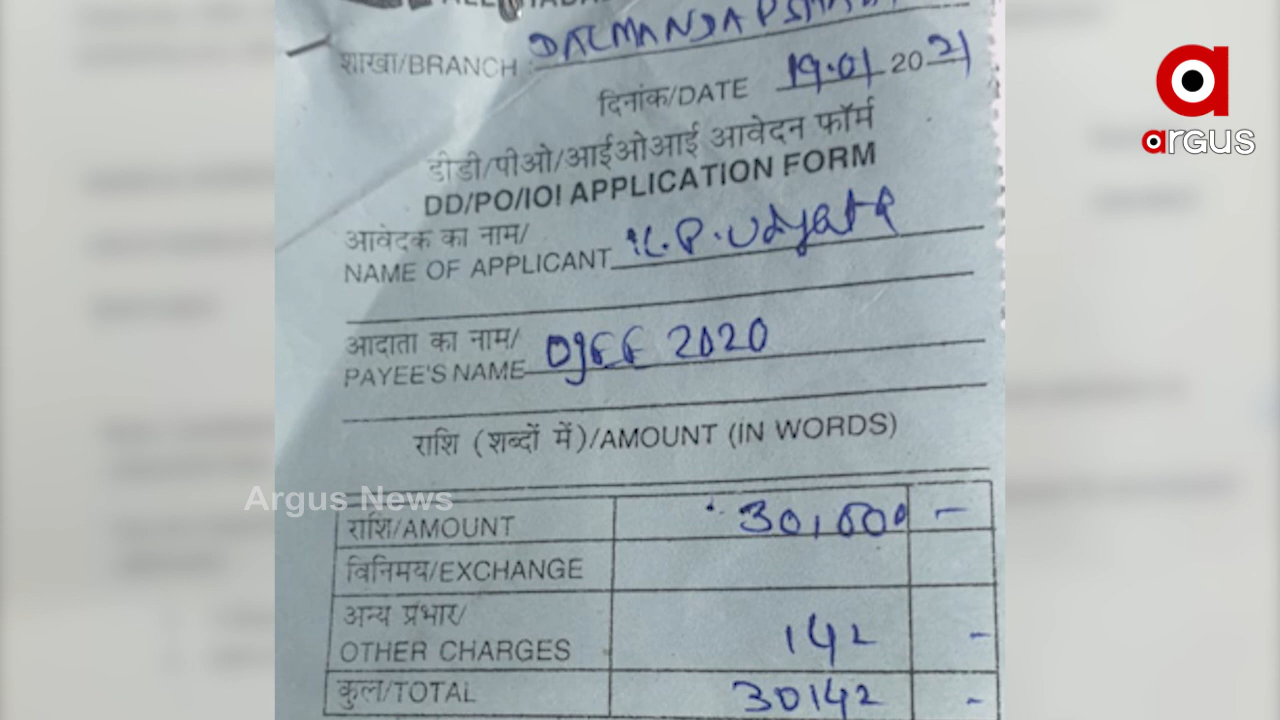 शाखा/BRANCH
दिनांक/DATE 19.01 2021
डीडी/पीओ/आईओआई आवेदन फॉर्म
DD/PO/IOI APPLICATION FORM
आवेदक का नाम/
NAME OF APPLICANT K.P.
आदाता का नाम/
PAYEE'S NAME OJEE 2020
राशि (शब्दों में)/AMOUNT (IN WORDS)
राशि/AMOUNT 30,000 -
विनिमय/EXCHANGE
अन्य प्रभार/
OTHER CHARGES 142 -
कुल/TOTAL 30142 -
argus
Argus News